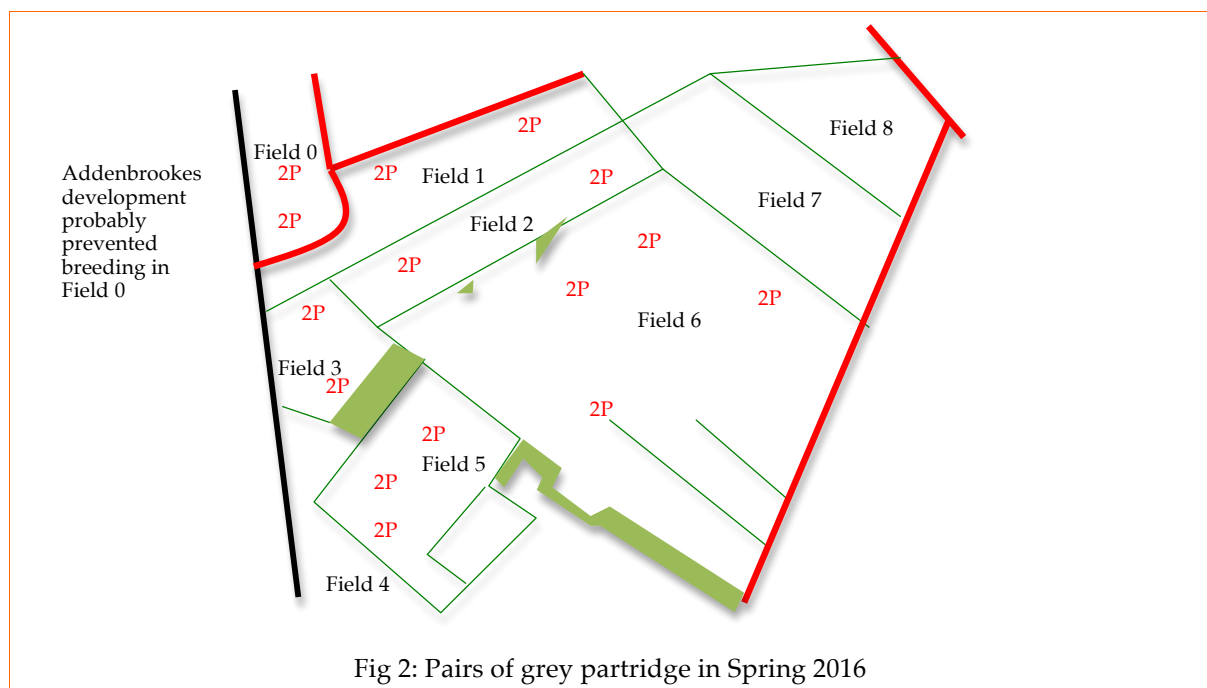 2P
Field 8
Field 0
Addenbrookes
development
probably
prevented
breeding in
Field 0
2P
2P
Field 1
2P
2P
Field 7
2P
Field 2
2P
2P
2P
2P
2P
Field 6
Field 3
2P
2P
2P
Field 5
2P
2P
Field 4
Fig 2: Pairs of grey partridge in Spring 2016